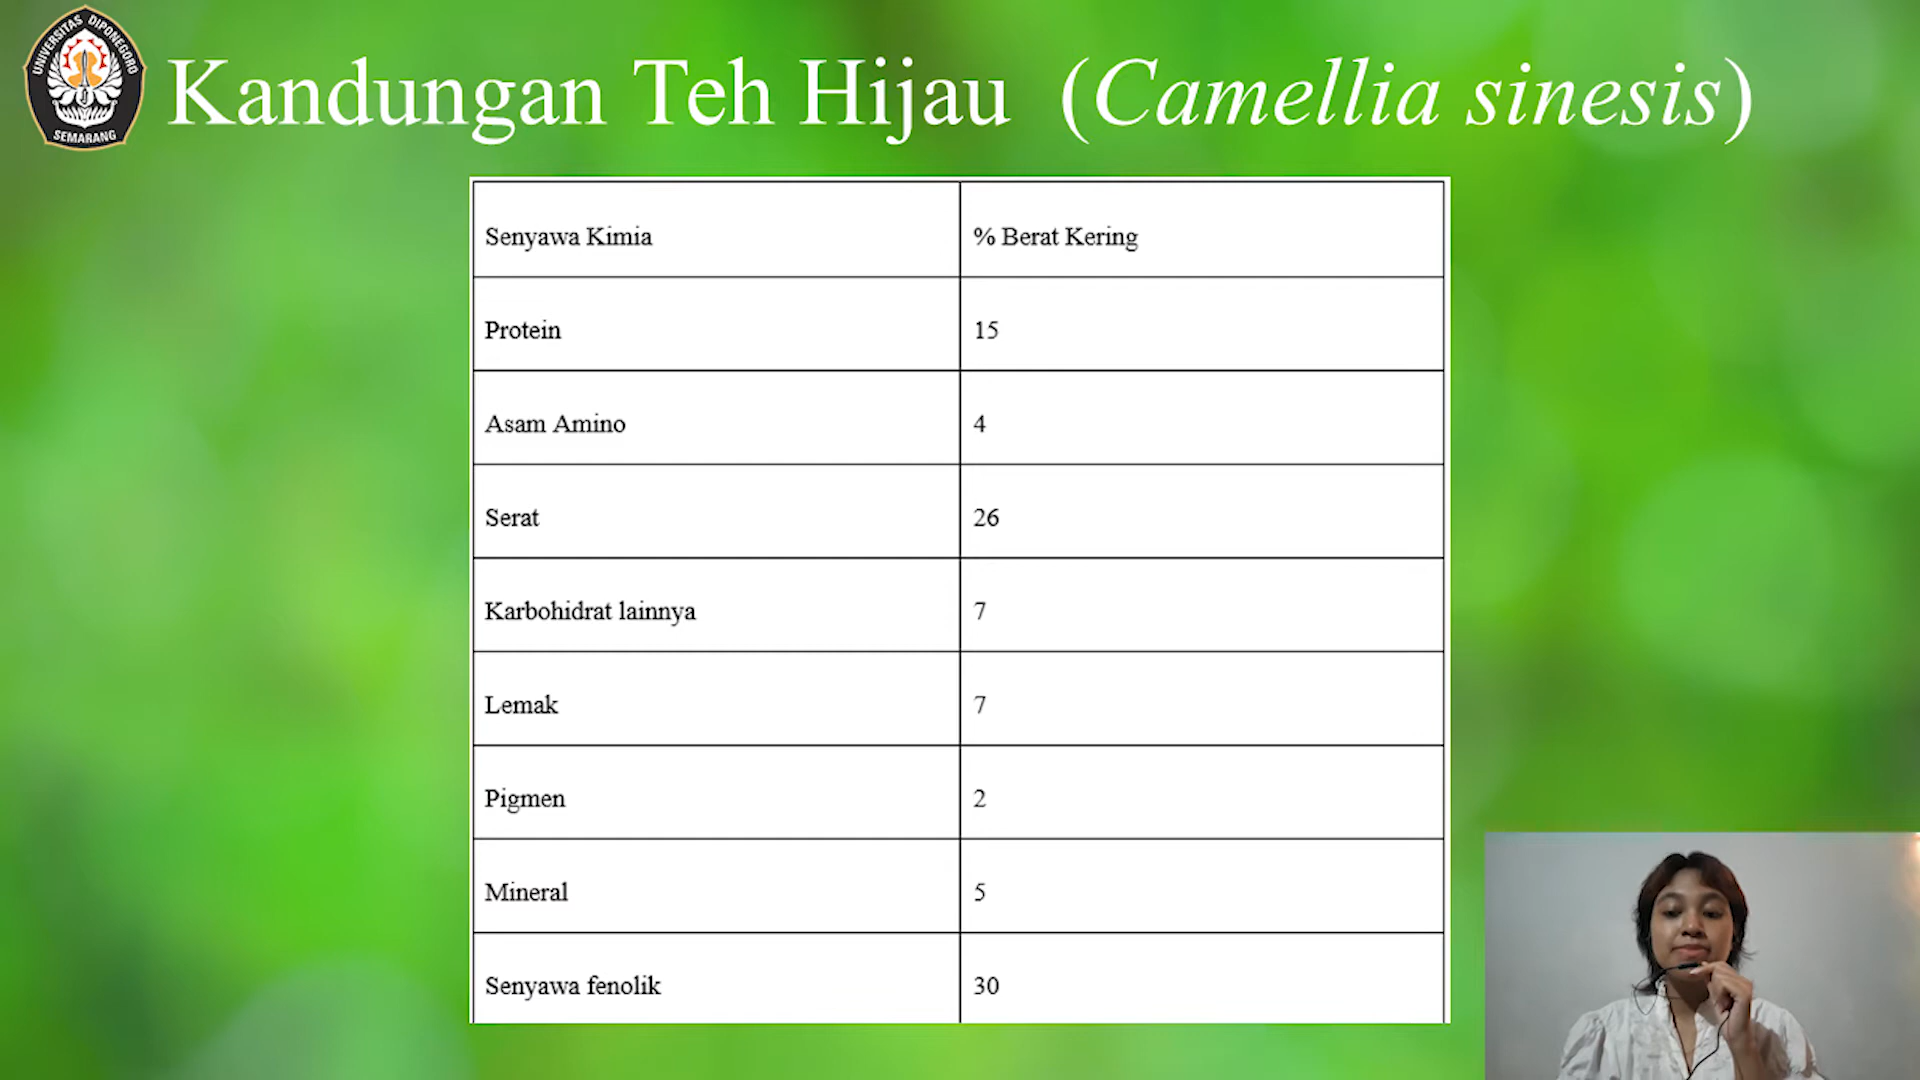 UNIVERSITAS DIPONEGORO
SEMARANG
Kandungan Teh Hijau (Camellia sinesis)
Senyawa Kimia % Berat Kering
Protein 15
Asam Amino 4
Serat 26
Karbohidrat lainnya 7
Lemak 7
Pigmen 2
Mineral 5
Senyawa fenolik 30